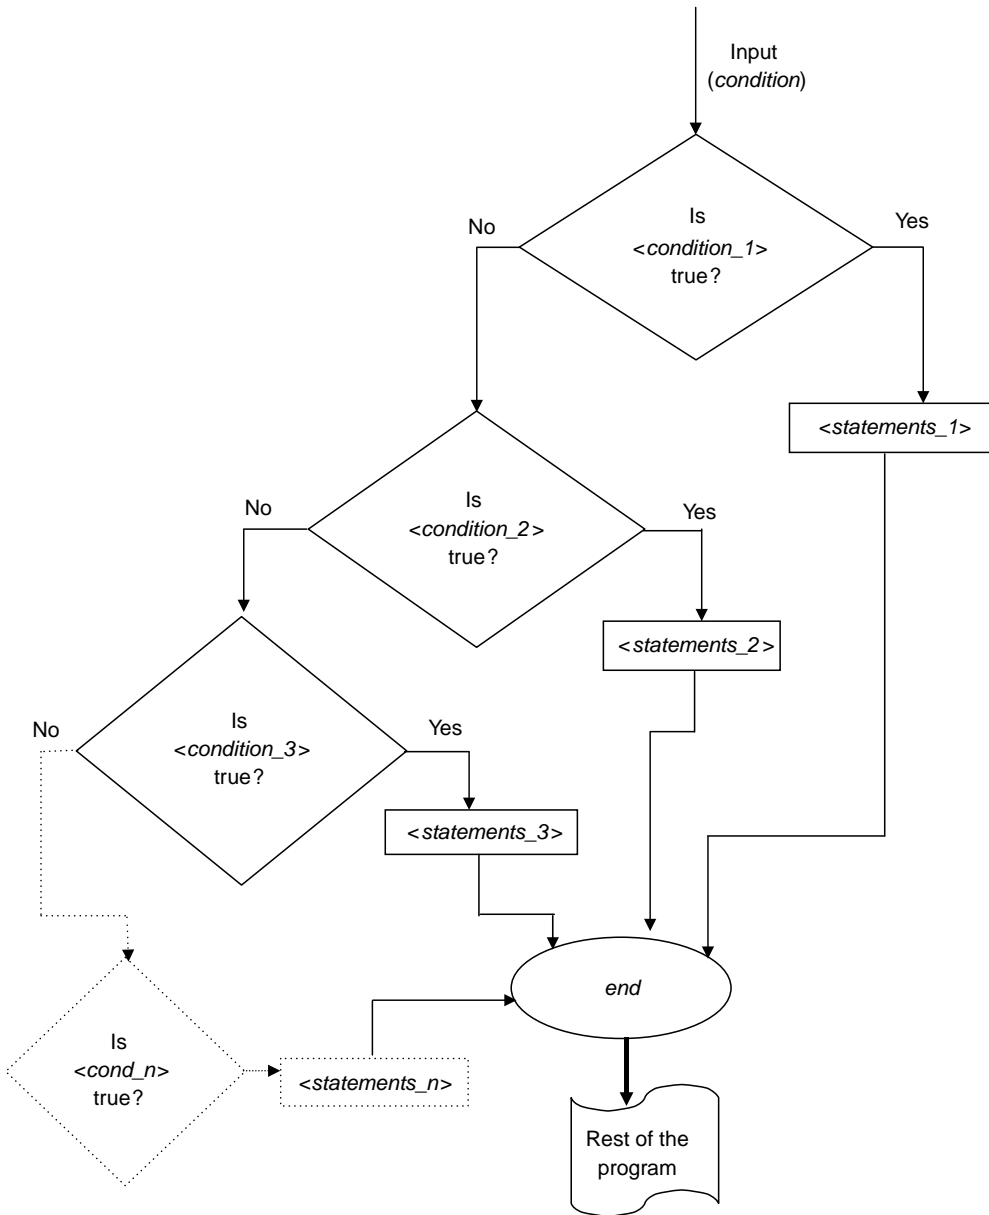 Input
(condition)
Is
<condition_1>
true?
No
Yes
<statements_1>
Is
<condition_2>
true?
No
Yes
<statements_2>
Is
<condition_3>
true?
No
Yes
<statements_3>
end
Is
<cond_n>
true?
<statements_n>
Rest of the
program